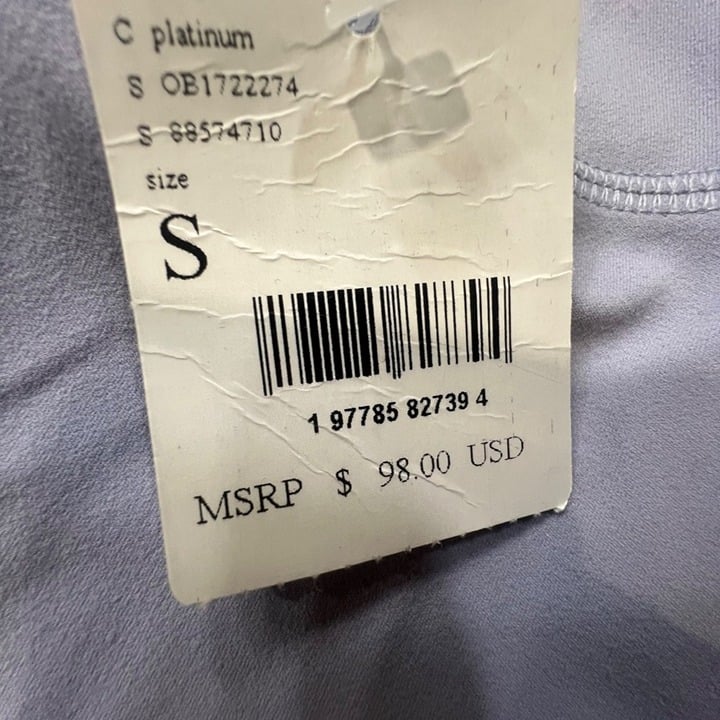 C platinum
S OB1722274
S 88574710
size
S
1 97785 82739 4
MSRP $ 98.00 USD